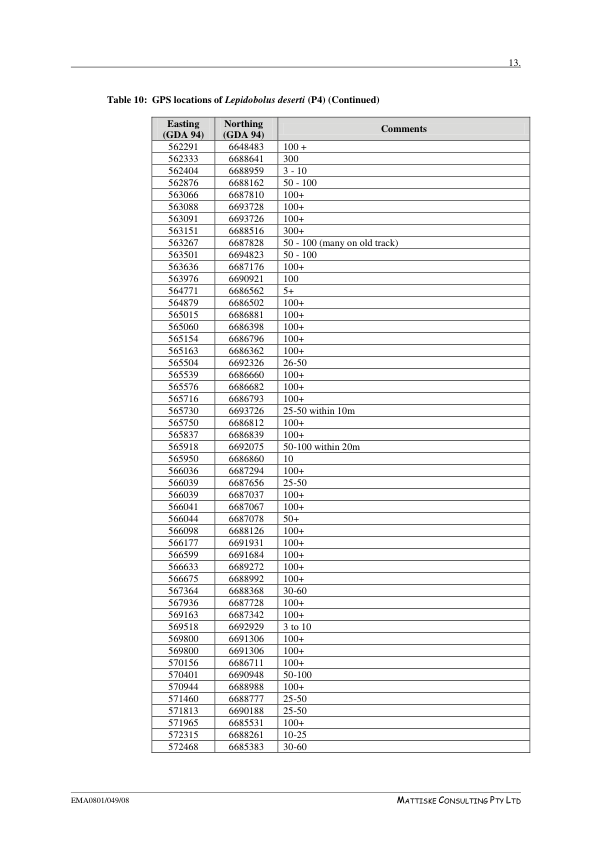 13.
Table 10: GPS locations of Lepidobolus deserti (P4) (Continued)
Easting (GDA 94) Northing (GDA 94) Comments
562291 6648483 100 +
562333 6688641 300
562404 6688959 3 - 10
562876 6688162 50 - 100
563066 6687810 100+
563088 6693728 100+
563091 6693726 100+
563151 6688516 300+
563267 6687828 50 - 100 (many on old track)
563501 6694823 50 - 100
563636 6687176 100+
563976 6690921 100
564771 6686562 5+
564879 6686502 100+
565015 6686881 100+
565060 6686398 100+
565154 6686796 100+
565163 6686362 100+
565504 6692326 26-50
565539 6686660 100+
565576 6686682 100+
565716 6686793 100+
565730 6693726 25-50 within 10m
565750 6686812 100+
565837 6686839 100+
565918 6692075 50-100 within 20m
565950 6686860 10
566036 6687294 100+
566039 6687656 25-50
566039 6687037 100+
566041 6687067 100+
566044 6687078 50+
566098 6688126 100+
566177 6691931 100+
566599 6691684 100+
566633 6689272 100+
566675 6688992 100+
567364 6688368 30-60
567936 6687728 100+
569163 6687342 100+
569518 6692929 3 to 10
569800 6691306 100+
569800 6691306 100+
570156 6686711 100+
570401 6690948 50-100
570944 6688988 100+
571460 6688777 25-50
571813 6690188 25-50
571965 6685531 100+
572315 6688261 10-25
572468 6685383 30-60
EMA0801/049/08 MATTISKE CONSULTING PTY LTD